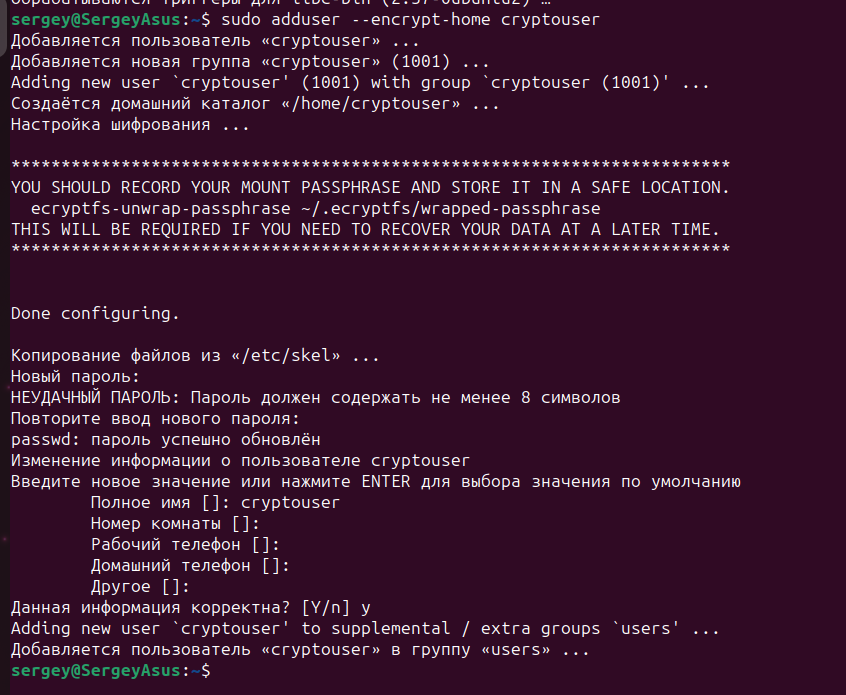 Обрабатываются триггеры для libc-bin (2.37-0ubuntu2) …
sergey@SergeyAsus:~$ sudo adduser --encrypt-home cryptouser
Добавляется пользователь «cryptouser» ...
Добавляется новая группа «cryptouser» (1001) ...
Adding new user `cryptouser' (1001) with group `cryptouser (1001)' ...
Создаётся домашний каталог «/home/cryptouser» ...
Настройка шифрования ...
************************************************************************
YOU SHOULD RECORD YOUR MOUNT PASSPHRASE AND STORE IT IN A SAFE LOCATION.
  ecryptfs-unwrap-passphrase ~/.ecryptfs/wrapped-passphrase
THIS WILL BE REQUIRED IF YOU NEED TO RECOVER YOUR DATA AT A LATER TIME.
************************************************************************
Done configuring.
Копирование файлов из «/etc/skel» ...
Новый пароль:
НЕУДАЧНЫЙ ПАРОЛЬ: Пароль должен содержать не менее 8 символов
Повторите ввод нового пароля:
passwd: пароль успешно обновлён
Изменение информации о пользователе cryptouser
Введите новое значение или нажмите ENTER для выбора значения по умолчанию
        Полное имя []: cryptouser
        Номер комнаты []:
        Рабочий телефон []:
        Домашний телефон []:
        Другое []:
Данная информация корректна? [Y/n] y
Adding new user `cryptouser' to supplemental / extra groups `users' ...
Добавляется пользователь «cryptouser» в группу «users» ...
sergey@SergeyAsus:~$